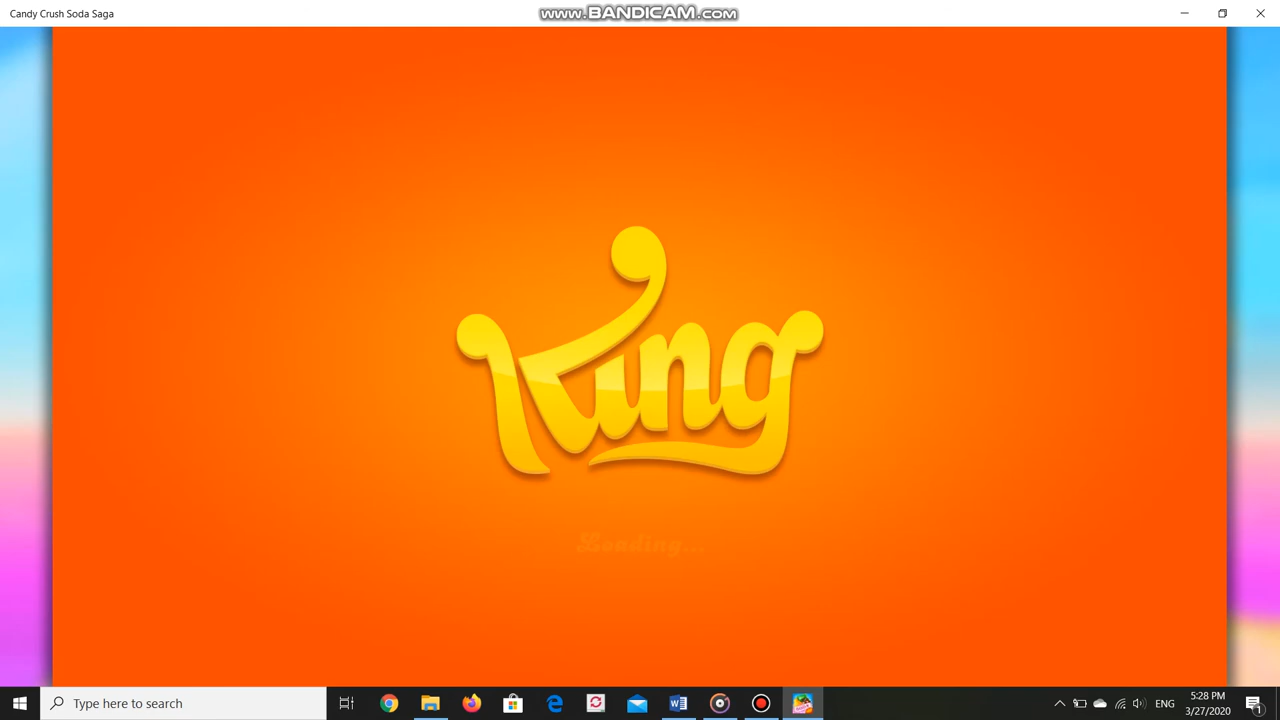 Candy Crush Soda Saga
WWW.BANDICAM.COM
King
Loading...
Type here to search
ENG
5:28 PM
3/27/2020
1